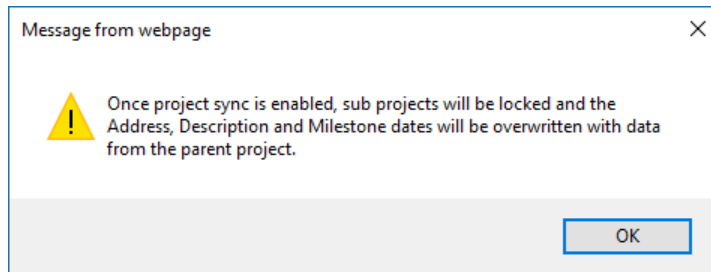 Message from webpage
Once project sync is enabled, sub projects will be locked and the
Address, Description and Milestone dates will be overwritten with data
from the parent project.
OK